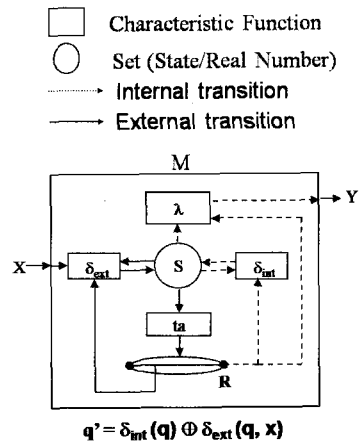 Characteristic Function
Set (State/Real Number)
Internal transition
External transition
M
λ
Y
X
δext
S
δint
ta
R
q' = δint(q) ⊕ δext(q, x)